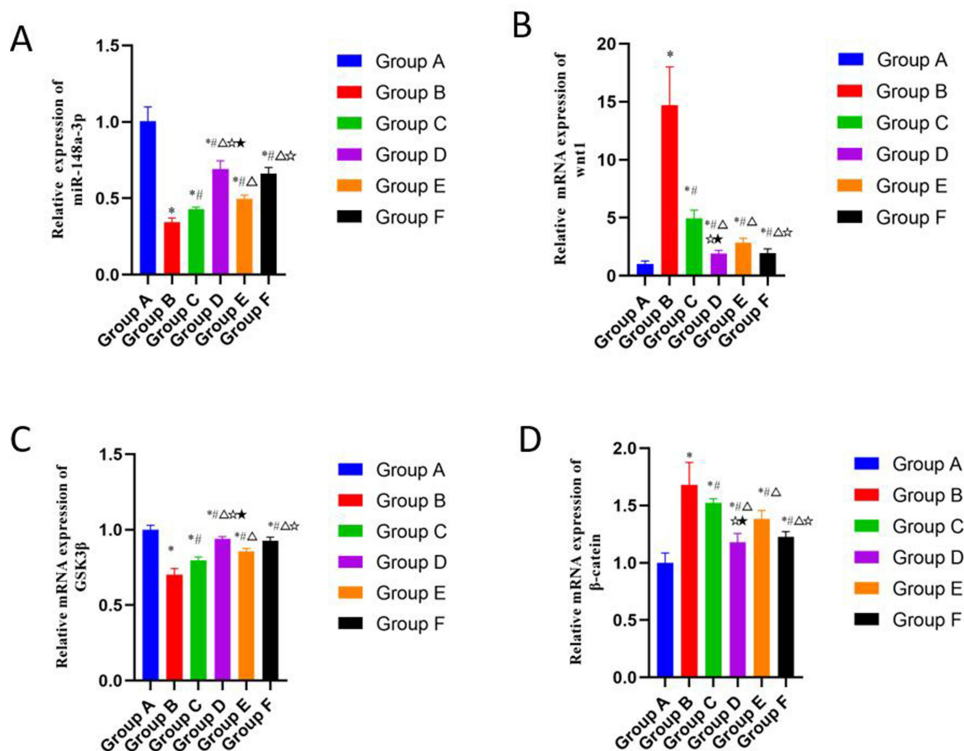 A
Relative expression of
miR-148a-3p
1.5
1.0
0.5
0.0
*
*#
*#△☆★
*#△
*#△☆
Group A
Group B
Group C
Group D
Group E
Group F
Group A
Group B
Group C
Group D
Group E
Group F
B
Relative mRNA expression of
wnt1
20
15
10
5
0
*
*#
*#△
☆★
*#△
*#△☆
Group A
Group B
Group C
Group D
Group E
Group F
Group A
Group B
Group C
Group D
Group E
Group F
C
Relative mRNA expression of
GSK3β
1.5
1.0
0.5
0.0
*
*#
*#△☆★
*#△
*#△☆
Group A
Group B
Group C
Group D
Group E
Group F
Group A
Group B
Group C
Group D
Group E
Group F
D
Relative mRNA expression of
β-catein
2.0
1.5
1.0
0.5
0.0
*
*#
*#△
☆★
*#△
*#△☆
Group A
Group B
Group C
Group D
Group E
Group F
Group A
Group B
Group C
Group D
Group E
Group F